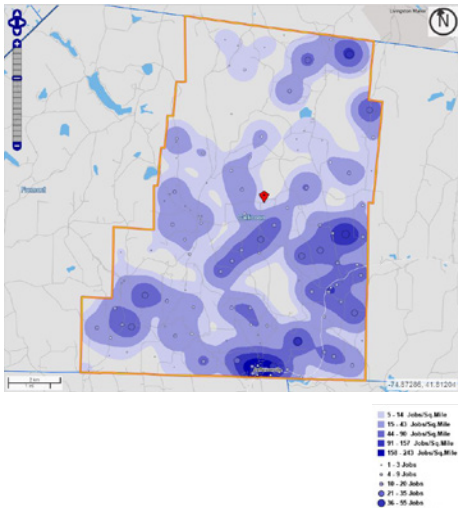 Livingston Manor
N
-74.87286, 41.81204
5 - 14 Jobs/Sq.Mile
15 - 43 Jobs/Sq.Mile
44 - 90 Jobs/Sq.Mile
91 - 157 Jobs/Sq.Mile
158 - 243 Jobs/Sq.Mile
1 - 3 Jobs
4 - 9 Jobs
10 - 20 Jobs
21 - 35 Jobs
36 - 55 Jobs